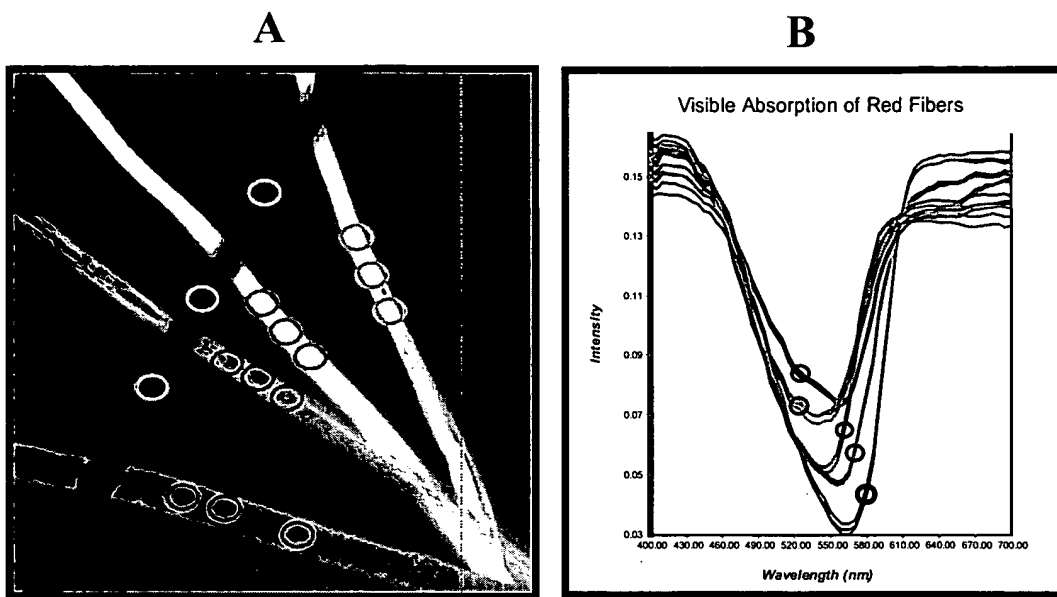 A
B
Visible Absorption of Red Fibers
Intensity
0.15
0.13
0.11
0.09
0.07
0.05
0.03
400.00 430.00 460.00 490.00 520.00 550.00 580.00 610.00 640.00 670.00 700.00
Wavelength (nm)